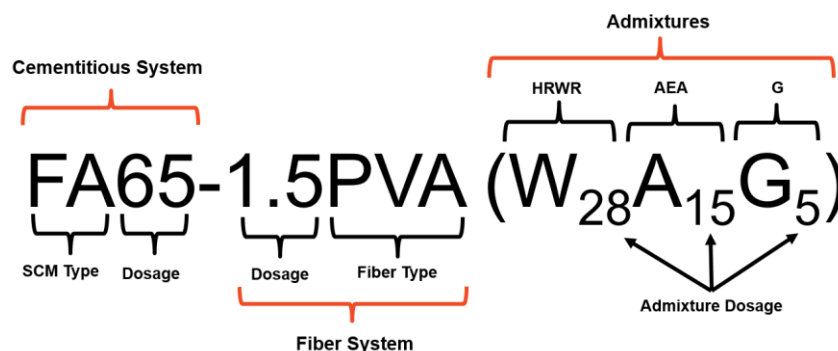 Admixtures
Cementitious System
HRWR AEA G
FA65-1.5PVA (W28A15G5)
SCM Type Dosage Dosage Fiber Type
Admixture Dosage
Fiber System